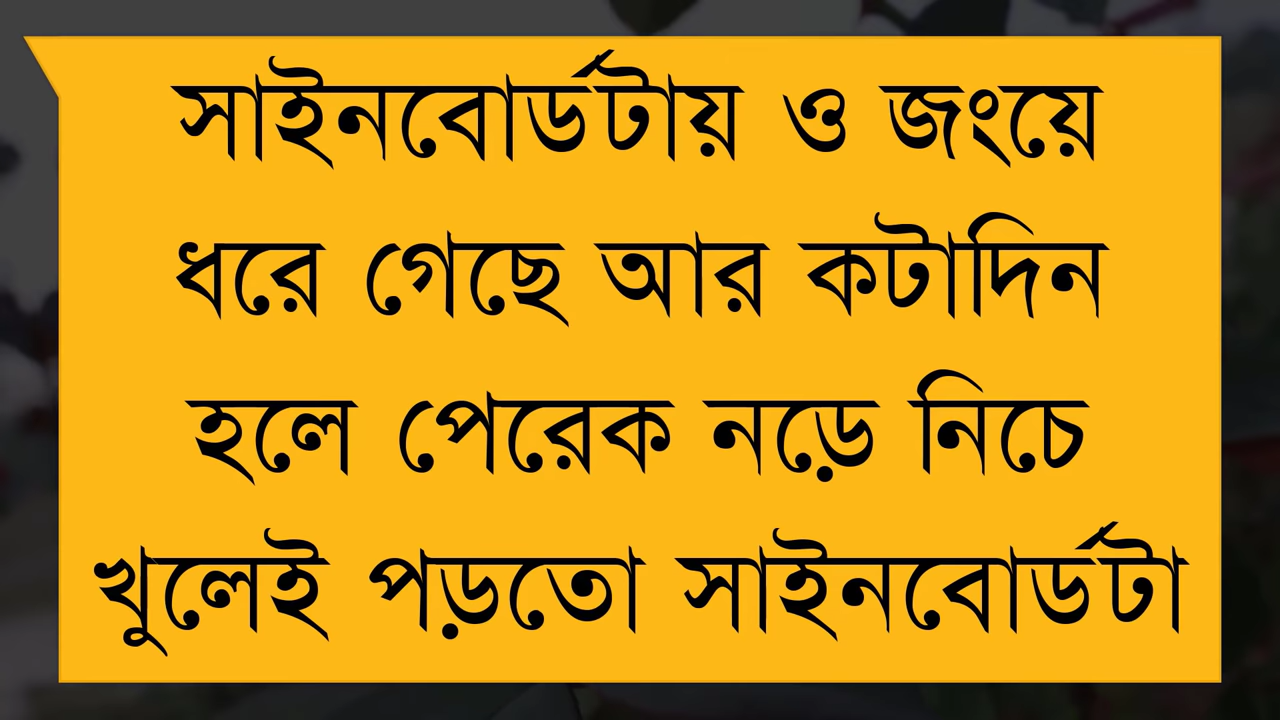 সাইনবোর্ডটায় ও জংয়ে
ধরে গেছে আর কটাদিন
হলে পেরেক নড়ে নিচে
খুলেই পড়তো সাইনবোর্ডটা